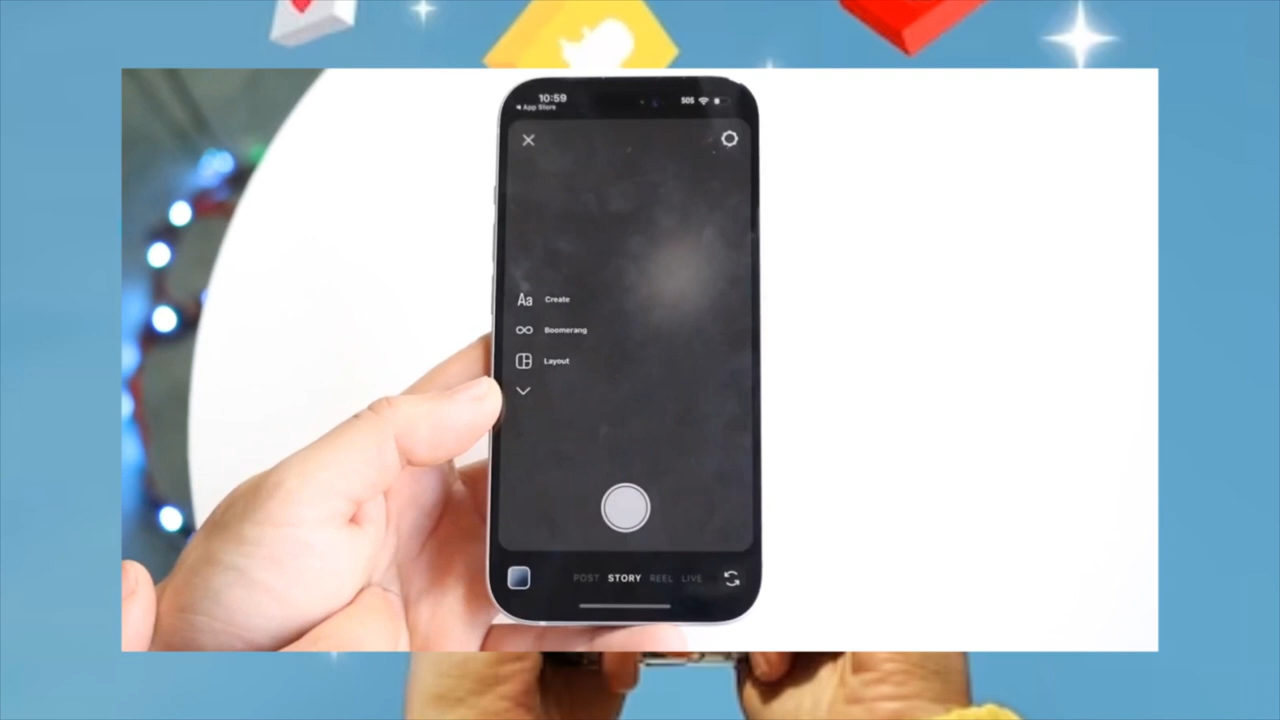 10:59
SOS
App Store
Aa Create
Boomerang
Layout
POST STORY REEL LIVE